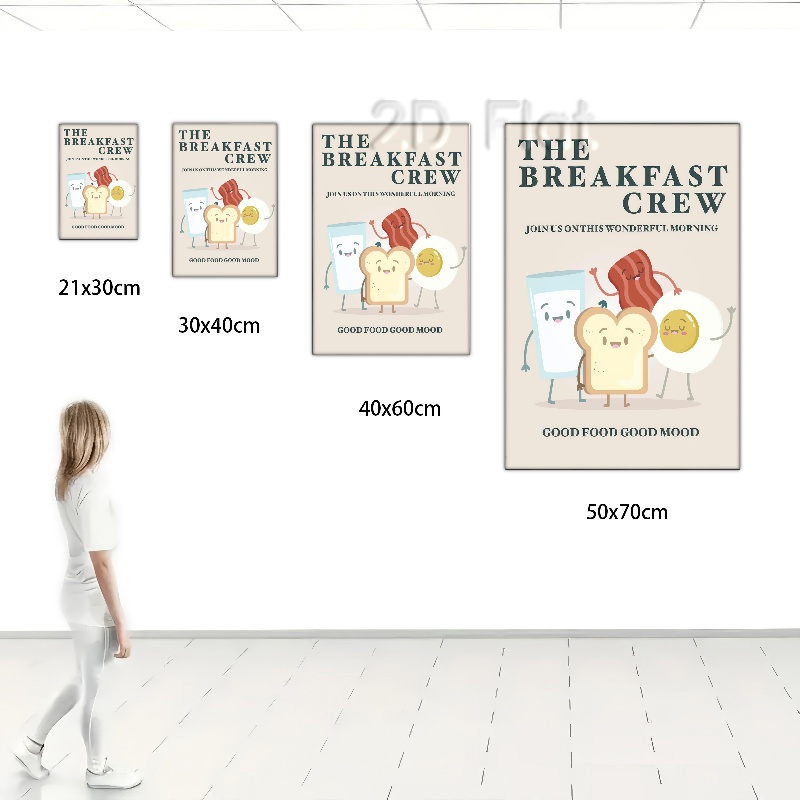 2D Flat
THE
BREAKFAST
CREW
JOIN US ON THIS WONDERFUL MORNING
GOOD FOOD GOOD MOOD
21x30cm
THE
BREAKFAST
CREW
JOIN US ON THIS WONDERFUL MORNING
GOOD FOOD GOOD MOOD
30x40cm
THE
BREAKFAST
CREW
JOIN US ON THIS WONDERFUL MORNING
GOOD FOOD GOOD MOOD
40x60cm
THE
BREAKFAST
CREW
JOIN US ON THIS WONDERFUL MORNING
GOOD FOOD GOOD MOOD
50x70cm